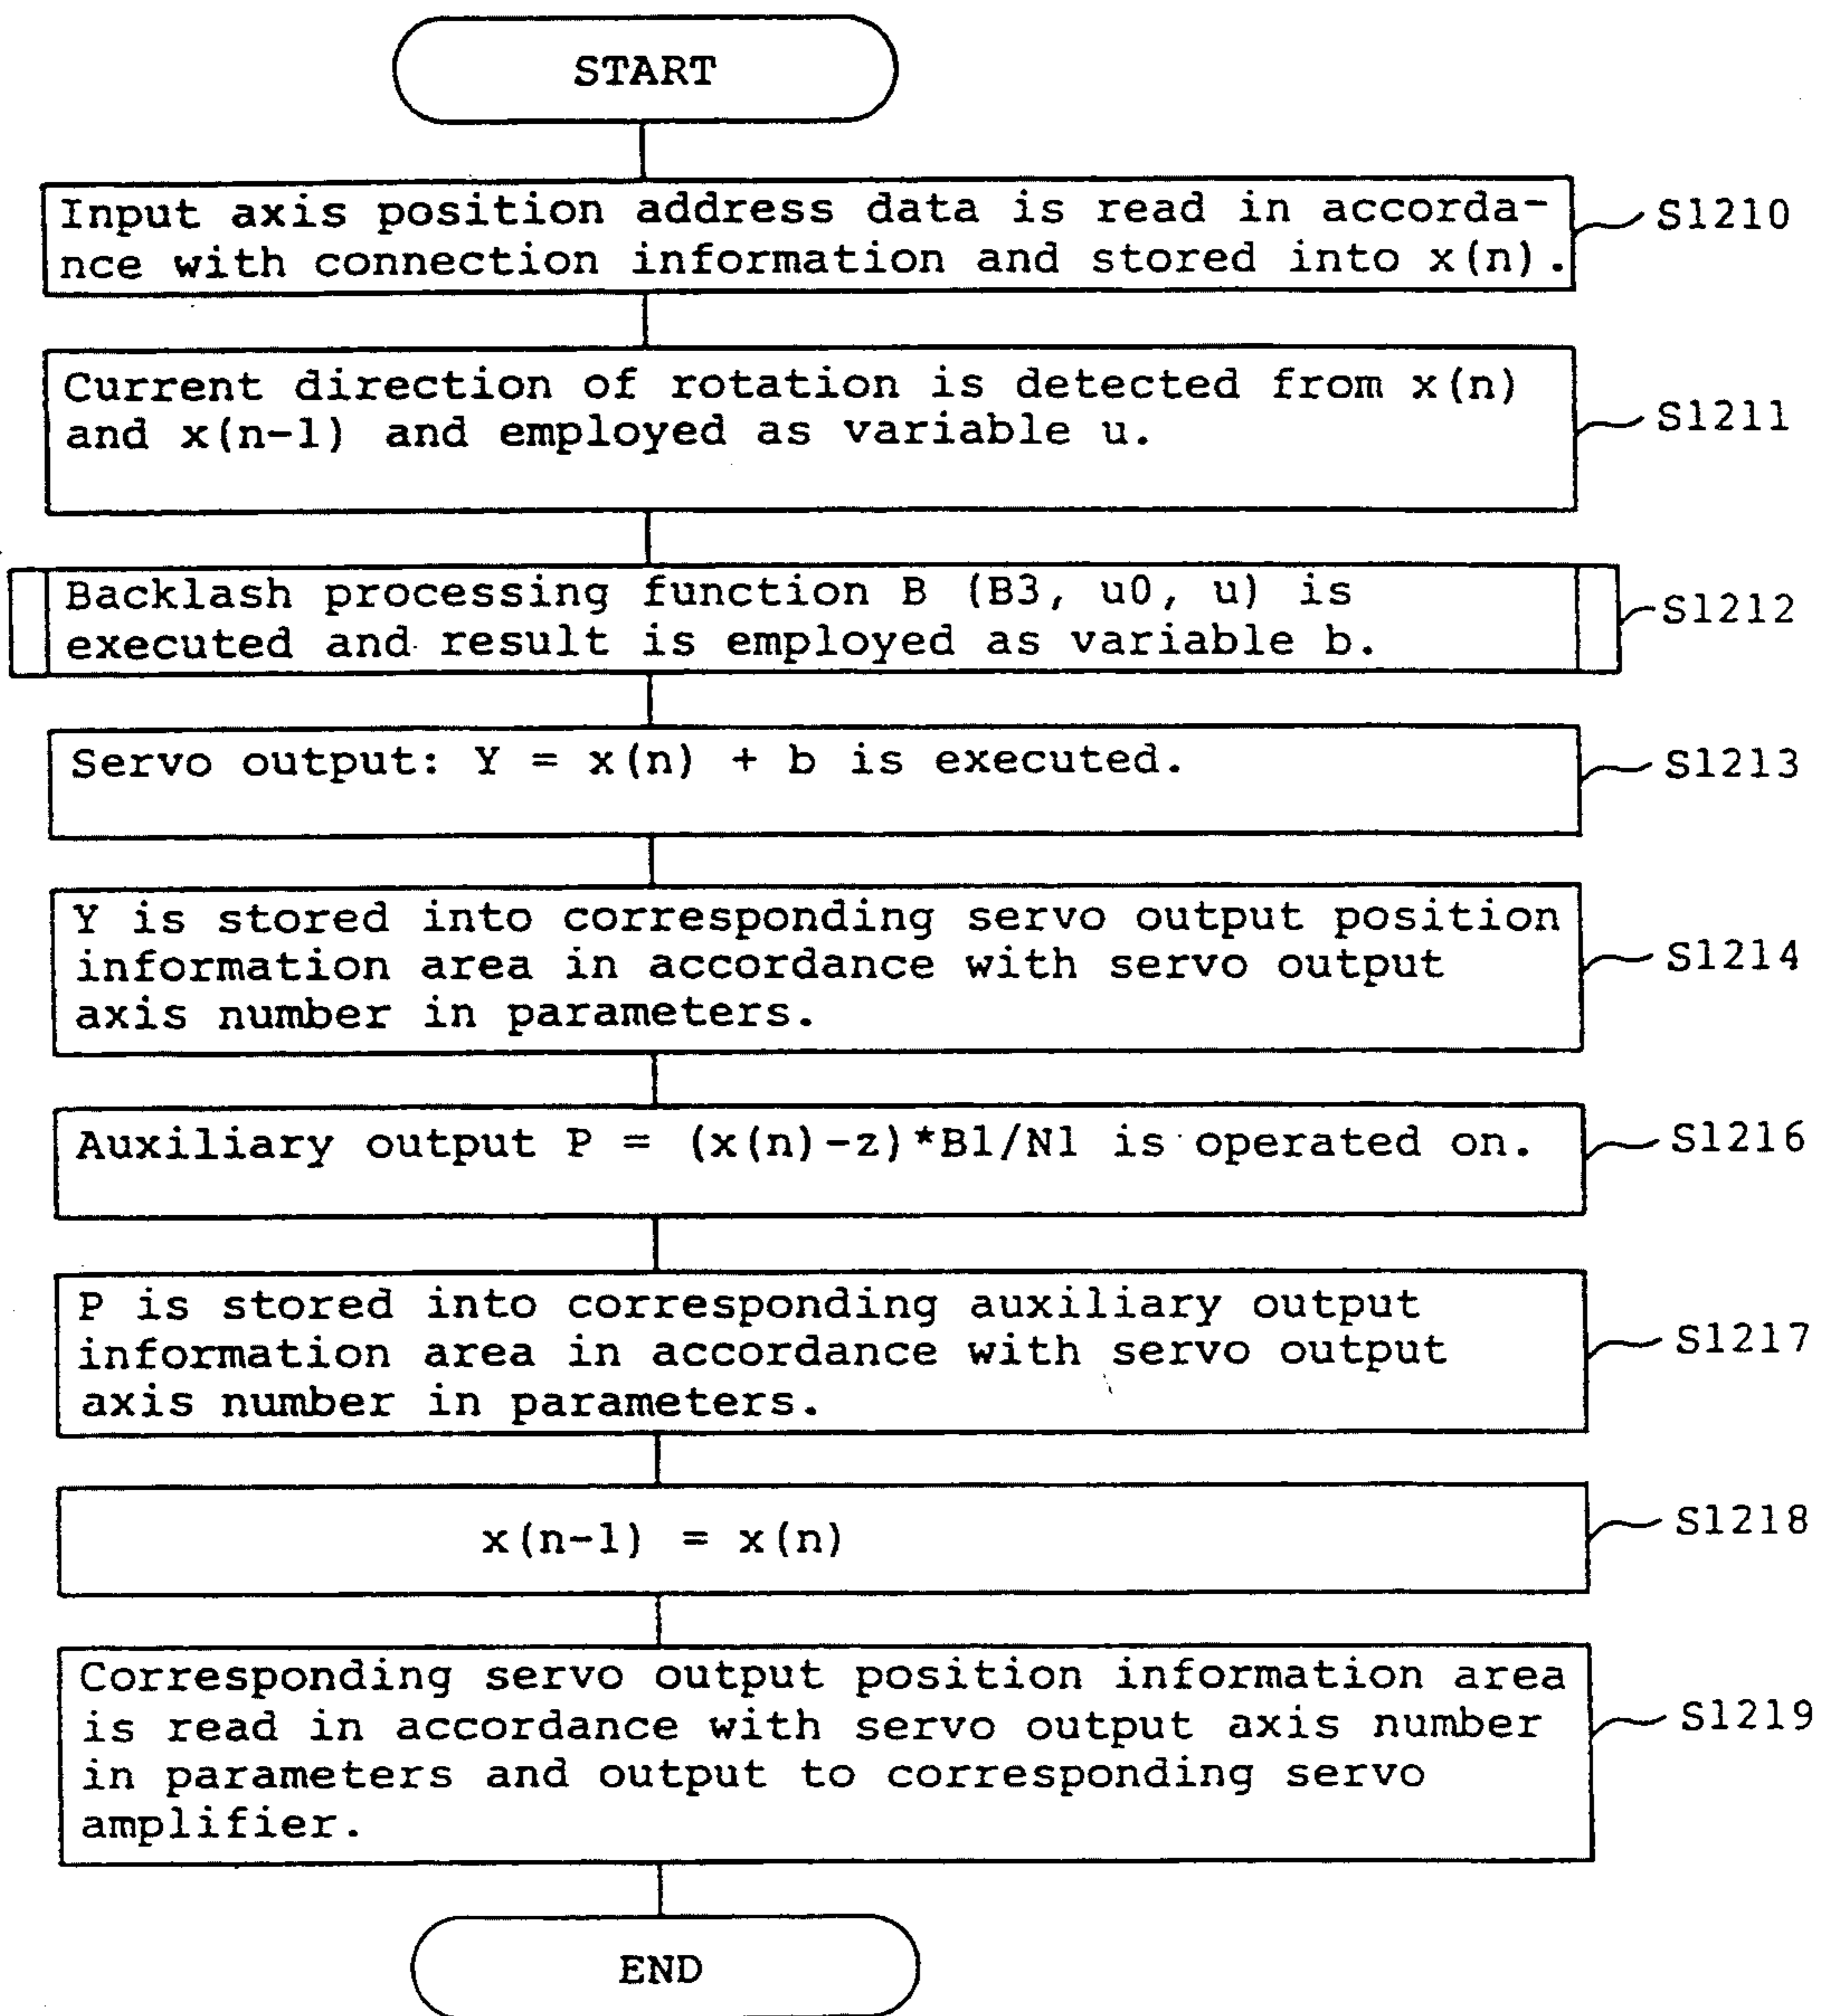 START
Input axis position address data is read in accorda-
nce with connection information and stored into x(n).
S1210
Current direction of rotation is detected from x(n)
and x(n-1) and employed as variable u.
S1211
Backlash processing function B (B3, u0, u) is
executed and result is employed as variable b.
S1212
Servo output: Y = x(n) + b is executed.
S1213
Y is stored into corresponding servo output position
information area in accordance with servo output
axis number in parameters.
S1214
Auxiliary output P = (x(n)-z)*B1/N1 is operated on.
S1216
P is stored into corresponding auxiliary output
information area in accordance with servo output
axis number in parameters.
S1217
x(n-1) = x(n)
S1218
Corresponding servo output position information area
is read in accordance with servo output axis number
in parameters and output to corresponding servo
amplifier.
S1219
END